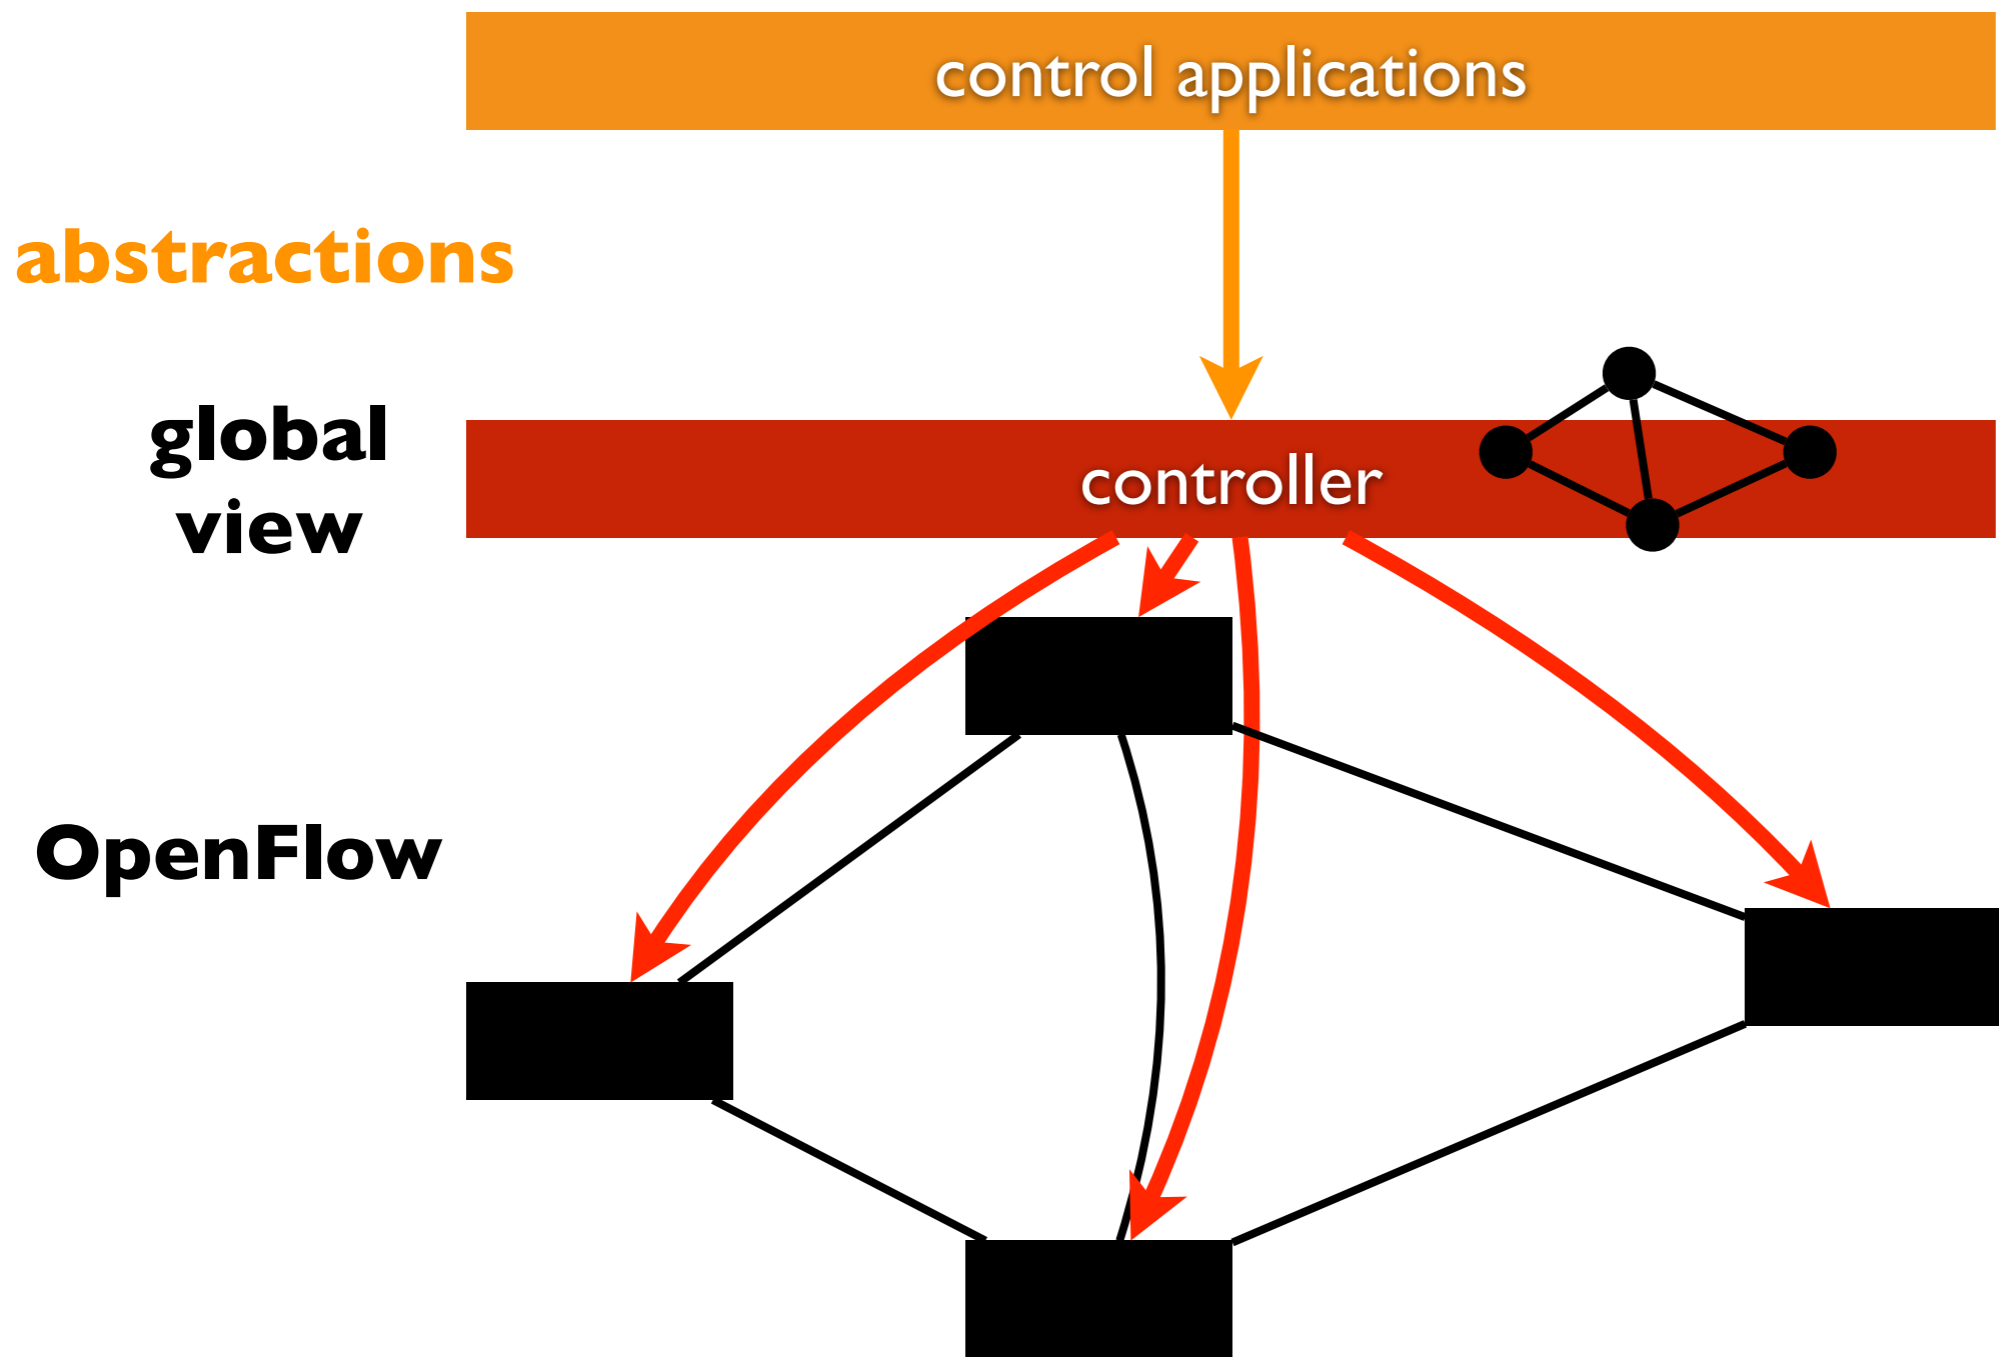 control applications
abstractions
global
view
controller
OpenFlow